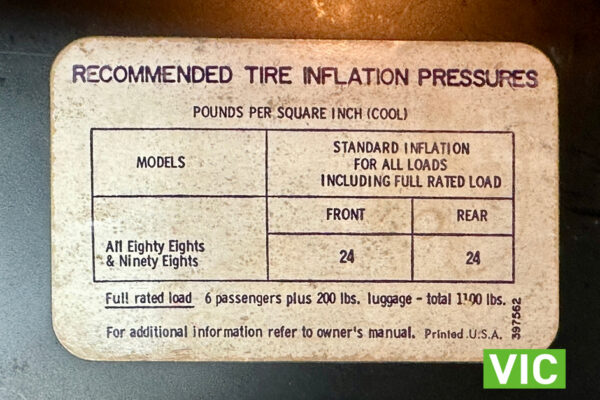 RECOMMENDED TIRE INFLATION PRESSURES
POUNDS PER SQUARE INCH (COOL)
MODELS
STANDARD INFLATION
FOR ALL LOADS
INCLUDING FULL RATED LOAD
FRONT REAR
All Eighty Eights
& Ninety Eights
24 24
Full rated load 6 passengers plus 200 lbs. luggage - total 1100 lbs.
For additional information refer to owner's manual. Printed U.S.A.
397562
VIC